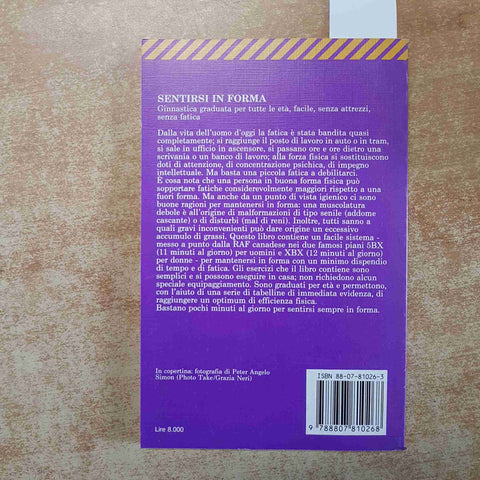 SENTIRSI IN FORMA
Ginnastica graduata per tutte le età, facile, senza attrezzi,
senza fatica
Dalla vita dell'uomo d'oggi la fatica è stata bandita quasi
completamente; si raggiunge il posto di lavoro in auto o in tram,
si sale in ufficio in ascensore, si passano ore e ore dietro una
scrivania o un banco di lavoro; alla forza fisica si sostituiscono
doti di attenzione, di concentrazione psichica, di impegno
intellettuale. Ma basta una piccola fatica a debilitarci.
È cosa nota che una persona in buona forma fisica può
sopportare fatiche considerevolmente maggiori rispetto a una
fuori forma. Ma anche da un punto di vista igienico ci sono
buone ragioni per mantenersi in forma: una muscolatura
debole è all'origine di malformazioni di tipo senile (addome
cascante) o di disturbi (mal di reni). Inoltre, tutti sanno a
quali gravi inconvenienti può dare origine un eccessivo
accumulo di grassi. Questo libro contiene un facile sistema -
messo a punto dalla RAF canadese nei due famosi piani 5BX
(11 minuti al giorno) per uomini e XBX (12 minuti al giorno)
per donne - per mantenersi in forma con un minimo dispendio
di tempo e di fatica. Gli esercizi che il libro contiene sono
semplici e si possono eseguire in casa; non richiedono alcun
speciale equipaggiamento. Sono graduati per età e permettono,
con l'aiuto di una serie di tabelline di immediata evidenza, di
raggiungere un optimum di efficienza fisica.
Bastano pochi minuti al giorno per sentirsi sempre in forma.
In copertina: fotografia di Peter Angelo
Simon (Photo Take/Grazia Neri)
ISBN 88-07-81026-3
9 788807 810268
Lire 8.000